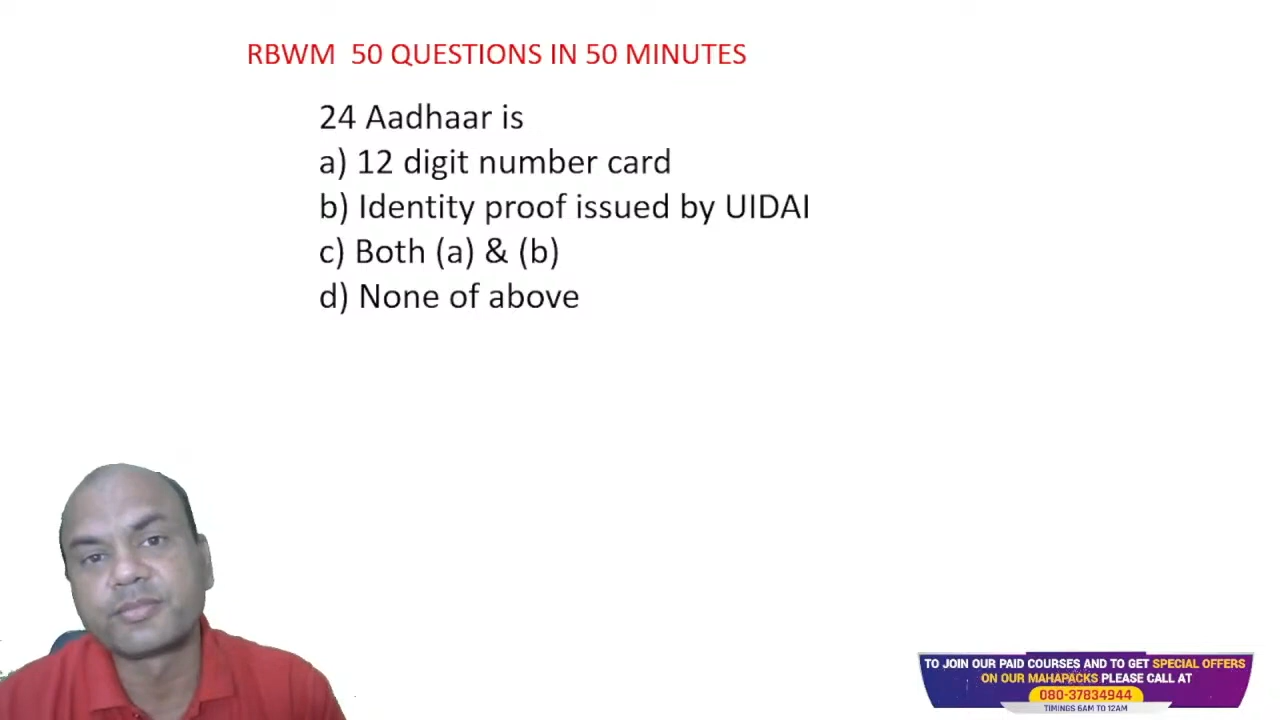 RBWM 50 QUESTIONS IN 50 MINUTES
24 Aadhaar is
a) 12 digit number card
b) Identity proof issued by UIDAI
c) Both (a) & (b)
d) None of above
TO JOIN OUR PAID COURSES AND TO GET SPECIAL OFFERS
ON OUR MAHAPACKS PLEASE CALL AT
080-37834944
TIMINGS 6AM TO 12AM